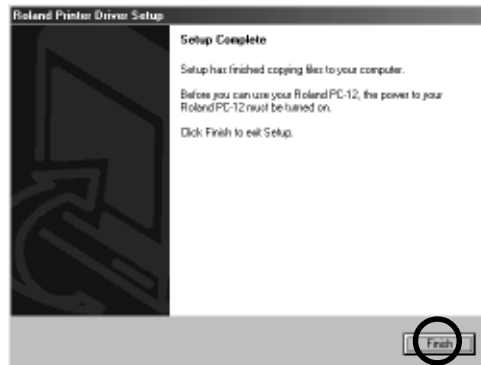 Roland Printer Driver Setup
Setup Complete
Setup has finished copying files to your computer.
Before you can use your Roland PC-12, the power to your
Roland PC-12 must be turned on.
Click Finish to exit Setup.
Finish